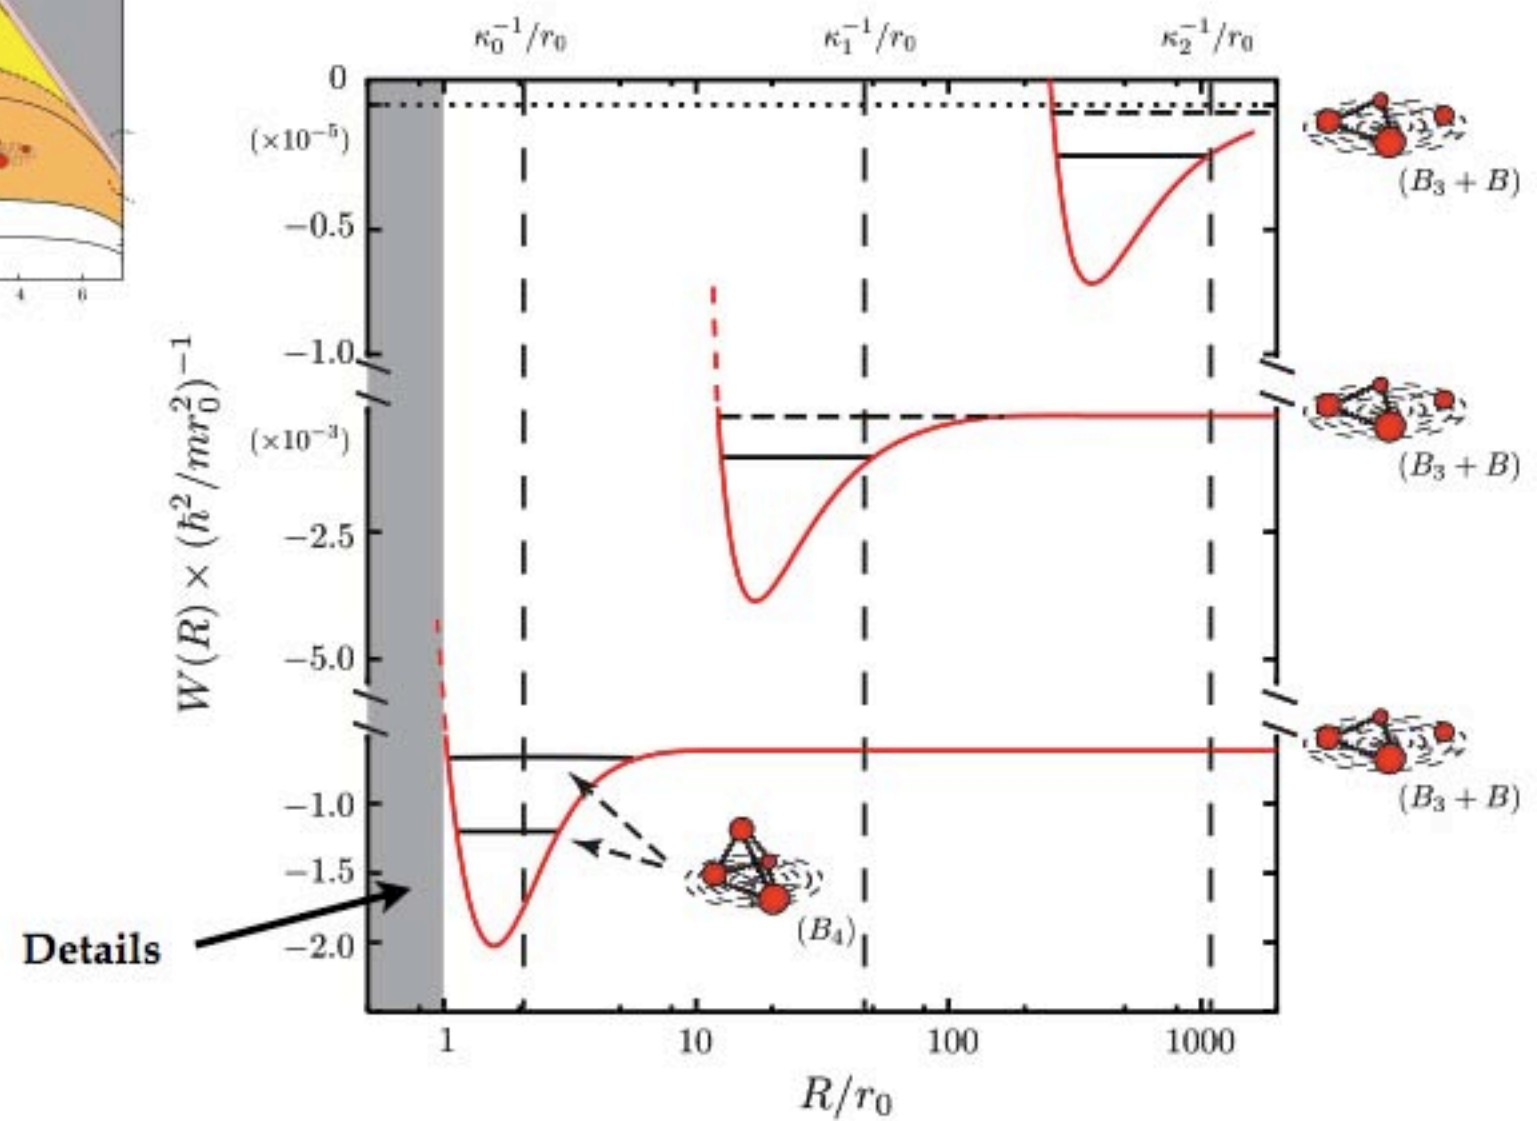 κ₀⁻¹/r₀
κ₁⁻¹/r₀
κ₂⁻¹/r₀
0
(×10⁻⁵)
−0.5
−1.0
(B₃ + B)
(×10⁻³)
−2.5
−5.0
(B₃ + B)
−1.0
−1.5
−2.0
(B₃ + B)
(B₄)
W(R) × (ℏ²/mr₀²)⁻¹
Details
1
10
100
1000
R/r₀
4
6